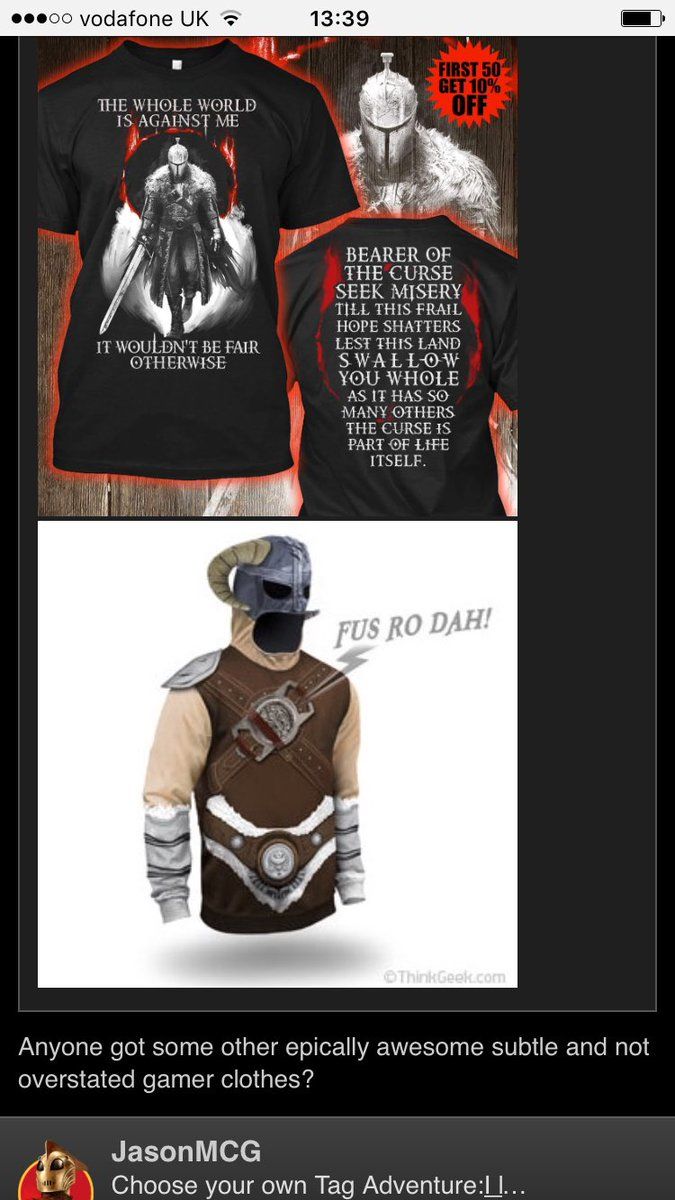 vodafone UK
13:39
FIRST 50
GET 10%
OFF
THE WHOLE WORLD
IS AGAINST ME
IT WOULDN'T BE FAIR
OTHERWISE
BEARER OF
THE CURSE
SEEK MISERY
TILL THIS FRAIL
HOPE SHATTERS
LEST THIS LAND
SWALLOW
YOU WHOLE
AS IT HAS SO
MANY OTHERS
THE CURSE IS
PART OF LIFE
ITSELF.
FUS RO DAH!
©ThinkGeek.com
Anyone got some other epically awesome subtle and not
overstated gamer clothes?
JasonMCG
Choose your own Tag Adventure:I I...